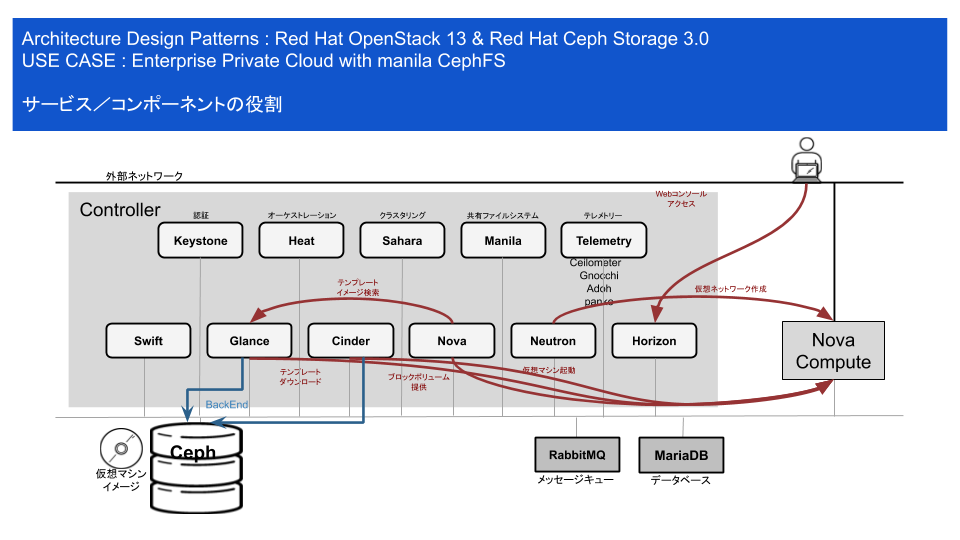 Architecture Design Patterns : Red Hat OpenStack 13 & Red Hat Ceph Storage 3.0
USE CASE : Enterprise Private Cloud with manila CephFS
サービス／コンポーネントの役割
外部ネットワーク
Webコンソール
アクセス
Controller
認証
オーケストレーション
クラスタリング
共有ファイルシステム
テレメトリー
Keystone
Heat
Sahara
Manila
Telemetry
Ceilometer
Gnocchi
Adoh
panko
テンプレート
イメージ検索
仮想ネットワーク作成
Swift
Glance
Cinder
Nova
Neutron
Horizon
Nova
Compute
テンプレート
ダウンロード
ブロックボリューム
提供
仮想マシン起動
BackEnd
Ceph
仮想マシン
イメージ
RabbitMQ
メッセージキュー
MariaDB
データベース